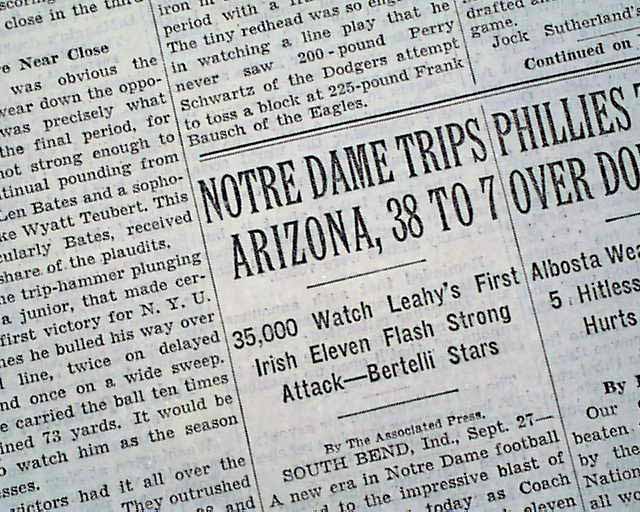 close in the third
e Near Close
was obvious the
wear down the oppo-
was precisely what
the final period, for
not strong enough to
tinual pounding from
Len Bates and a sopho-
ke Wyatt Teubert. This
cularly Bates, received
share of the plaudits.
he trip-hammer plunging
a junior, that made cer-
first victory for N. Y. U.
mes he bulled his way over
line, twice on delayed
nd once on a wide sweep.
e carried the ball ten times
ined 73 yards. It would be
o watch him as the season
esses.
victors had it all over the
They outrushed
and
iron in
period with a
The tiny redhead was so
in watching a line play that he
never saw 200-pound Perry
Schwartz of the Dodgers attempt
to toss a block at 225-pound Frank
Bausch of the Eagles.
drafted
game.
Jock Sutherland's
Continued on
NOTRE DAME TRIPS
ARIZONA, 38 TO 7
35,000 Watch Leahy's First
Irish Eleven Flash Strong
Attack—Bertelli Stars
By The Associated Press.
SOUTH BEND, Ind., Sept. 27—
A new era in Notre Dame football
to the impressive blast of
today as Coach
eleven
PHILLIES
OVER
Albosta
5 Hitless
Hurts
By
Our
beaten.
by the
Nation
all